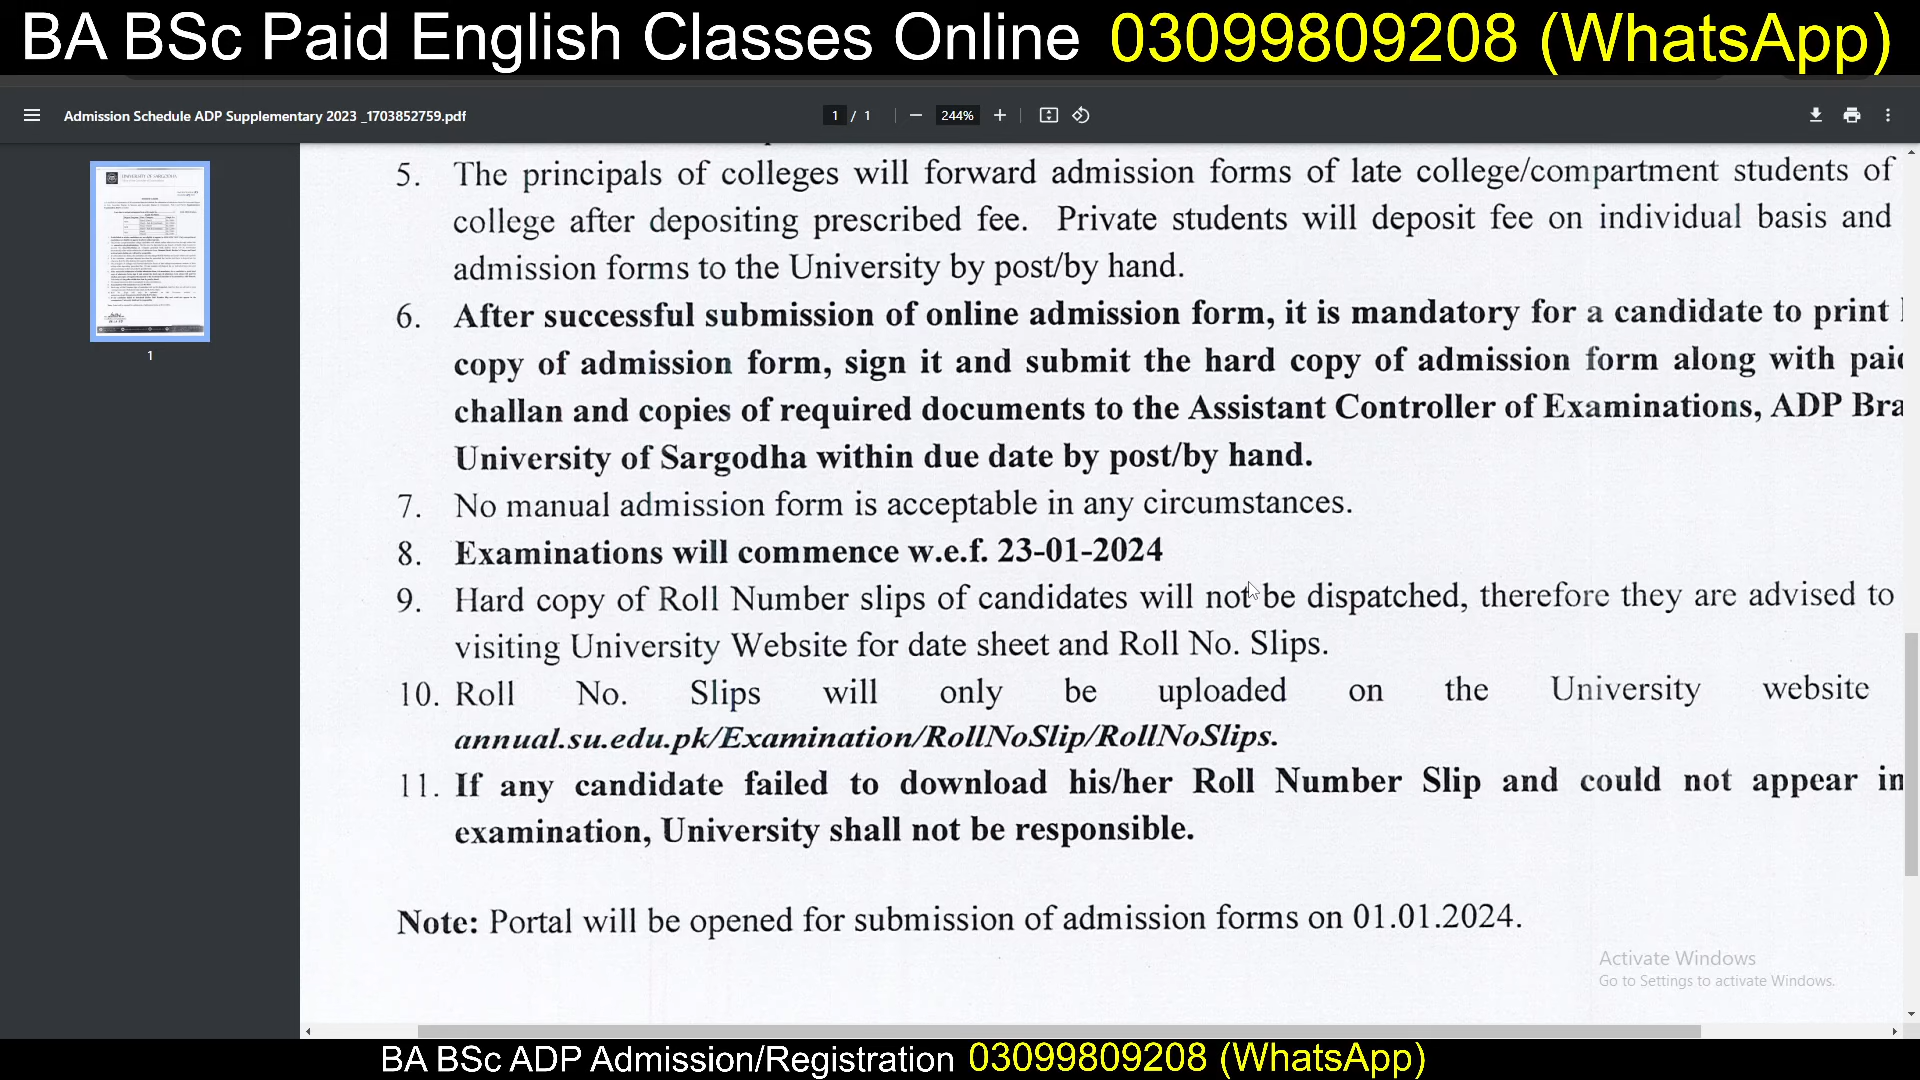 BA BSc Paid English Classes Online 03099809208 (WhatsApp)
Admission Schedule ADP Supplementary 2023 _1703852759.pdf
1 / 1
244%
5. The principals of colleges will forward admission forms of late college/compartment students of
college after depositing prescribed fee. Private students will deposit fee on individual basis and
admission forms to the University by post/by hand.
6. After successful submission of online admission form, it is mandatory for a candidate to print
copy of admission form, sign it and submit the hard copy of admission form along with paid
challan and copies of required documents to the Assistant Controller of Examinations, ADP Bra
University of Sargodha within due date by post/by hand.
7. No manual admission form is acceptable in any circumstances.
8. Examinations will commence w.e.f. 23-01-2024
9. Hard copy of Roll Number slips of candidates will not be dispatched, therefore they are advised to
visiting University Website for date sheet and Roll No. Slips.
10. Roll No. Slips will only be uploaded on the University website
annual.su.edu.pk/Examination/RollNoSlip/RollNoSlips.
11. If any candidate failed to download his/her Roll Number Slip and could not appear in
examination, University shall not be responsible.
Note: Portal will be opened for submission of admission forms on 01.01.2024.
1
Activate Windows
Go to Settings to activate Windows.
BA BSc ADP Admission/Registration 03099809208 (WhatsApp)